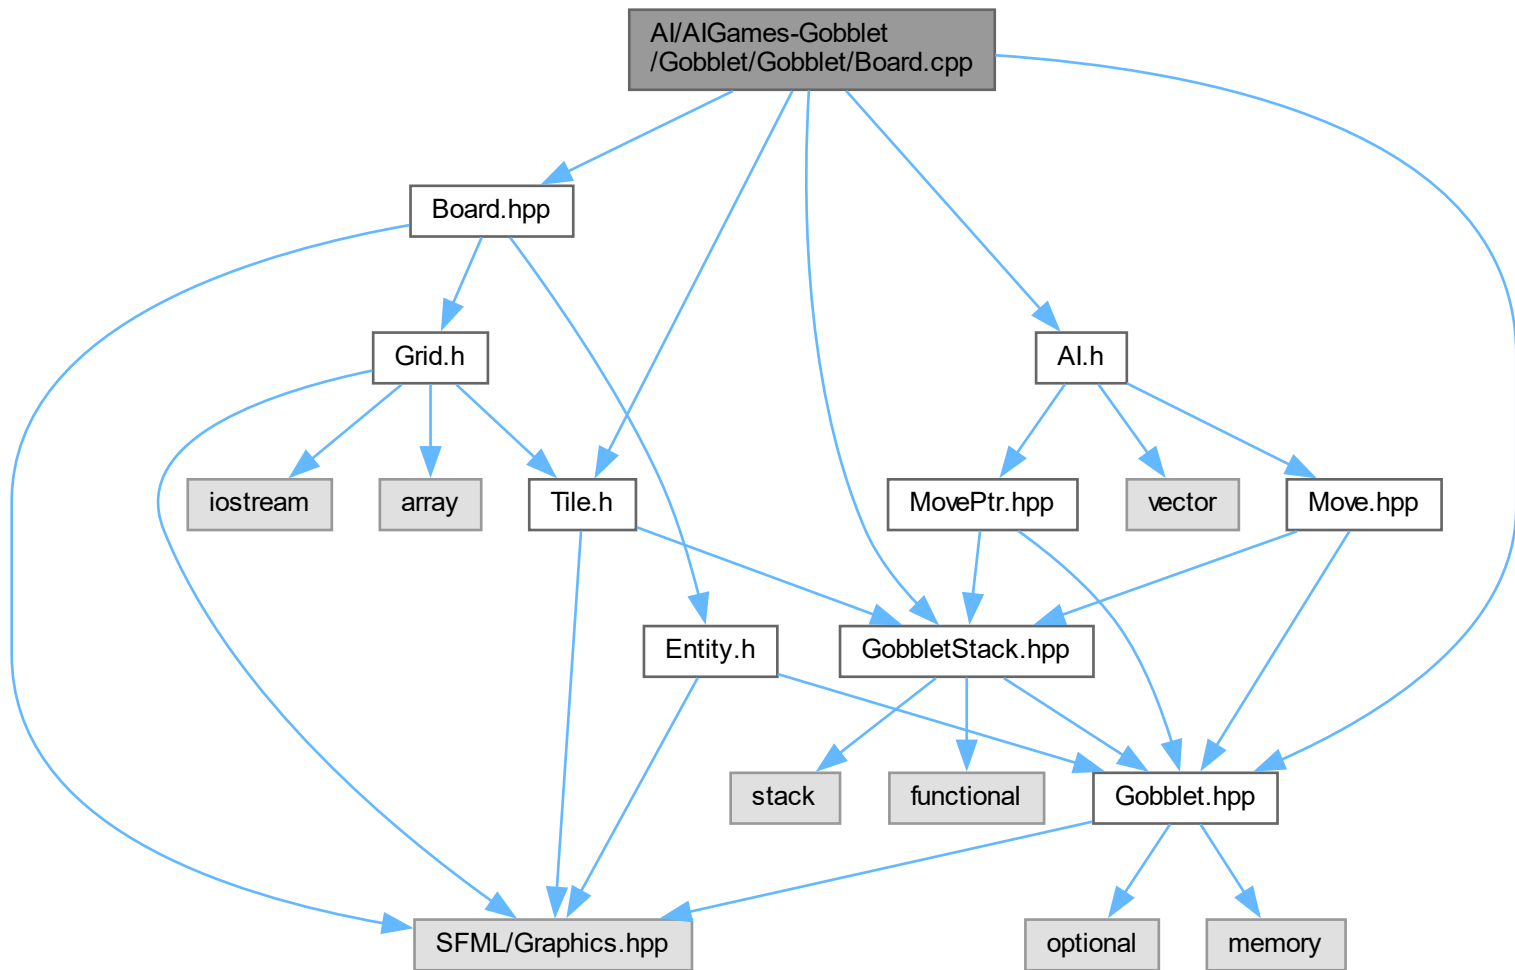 AI/AIGames-Gobblet
/Gobblet/Gobblet/Board.cpp
Board.hpp
Grid.h
AI.h
iostream
array
Tile.h
MovePtr.hpp
vector
Move.hpp
Entity.h
GobbletStack.hpp
stack
functional
Gobblet.hpp
SFML/Graphics.hpp
optional
memory